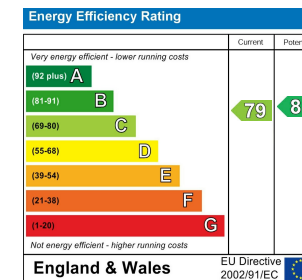 Energy Efficiency Rating
Current
Very energy efficient - lower running costs
(92 plus) A
(81-91) B
(69-80) C
79
(55-68) D
(39-54) E
(21-38) F
(1-20) G
Not energy efficient - higher running costs
England & Wales
EU Directive
2002/91/EC